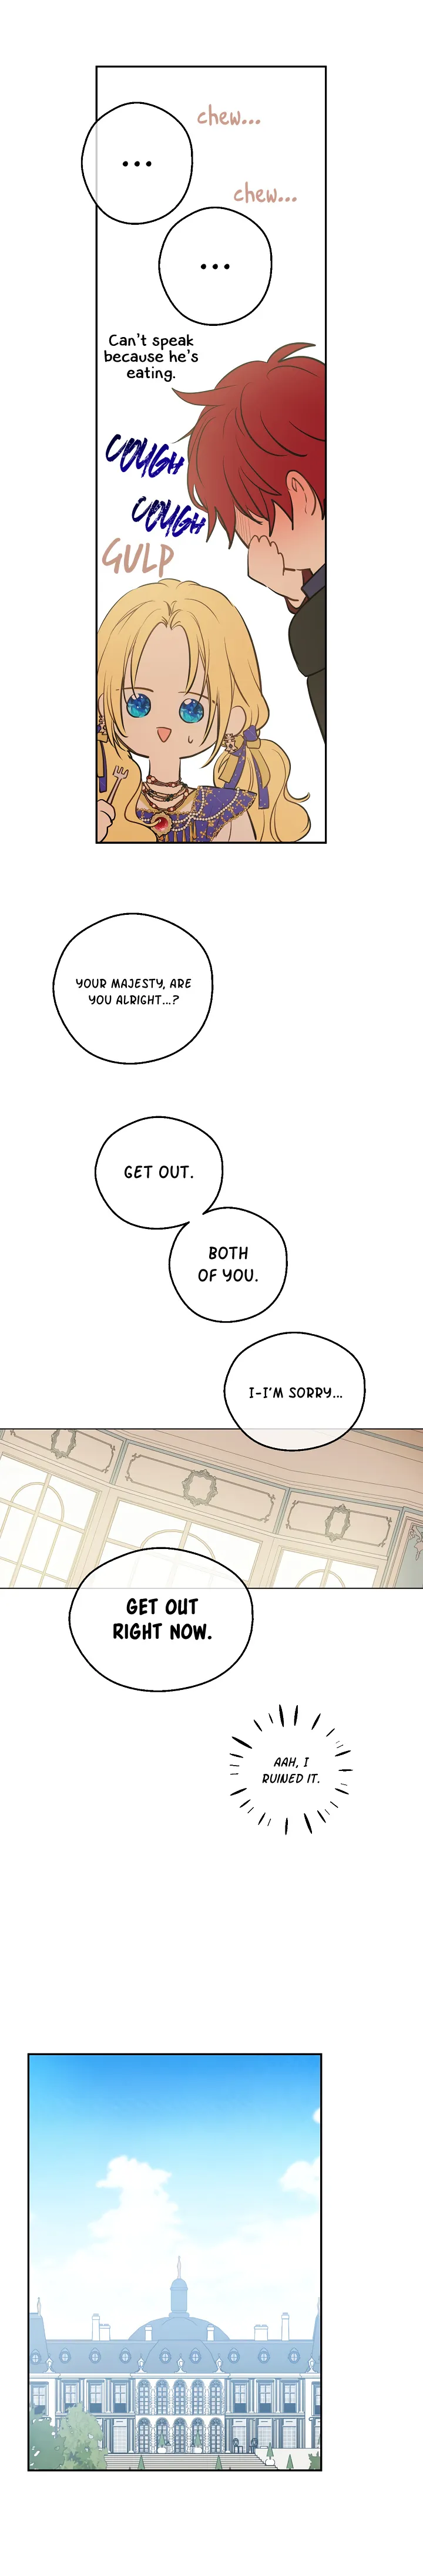 chew...
...
chew...
...
Can't speak
because he's
eating.
COUGH
COUGH
GULP
YOUR MAJESTY, ARE
YOU ALRIGHT...?
GET OUT.
BOTH
OF YOU.
I-I'M SORRY...
GET OUT
RIGHT NOW.
AAH, I
RUINED IT.